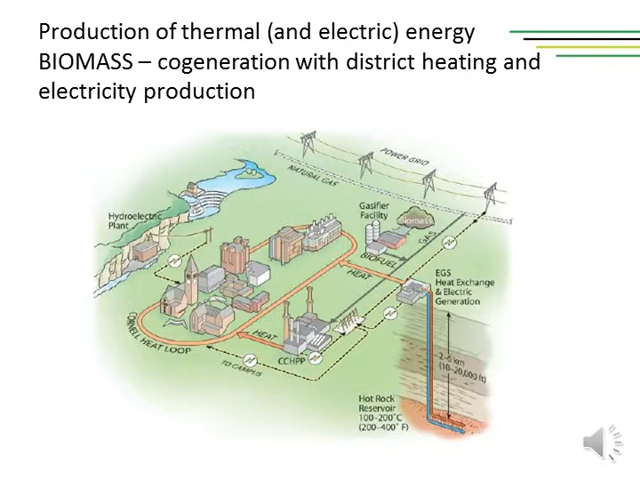 Production of thermal (and electric) energy
BIOMASS – cogeneration with district heating and
electricity production
POWER GRID
NATURAL GAS
Hydroelectric
Plant
Gasifier
Facility
Biomass
GAS
BIOFUEL
HEAT
EGS
Heat Exchange
& Electric
Generation
CORNELL HEAT LOOP
HEAT
CCHPP
TO CAMPUS
2–6 km
(10–20,000 ft)
Hot Rock
Reservoir
100–200°C
(200–400° F)